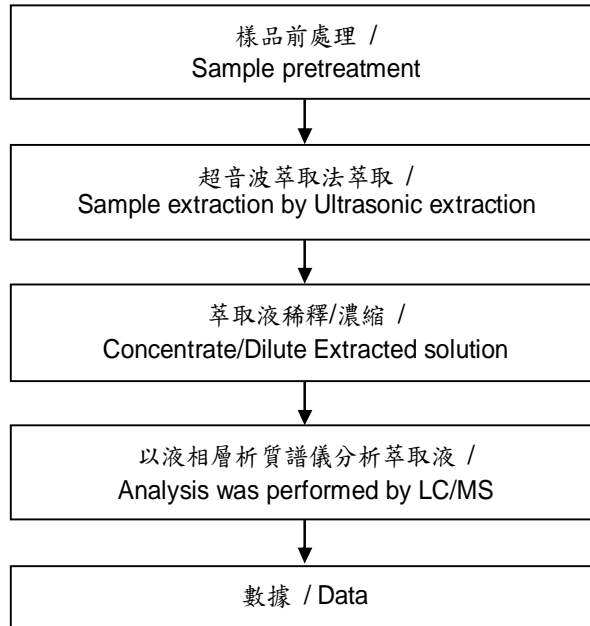 樣品前處理 /
Sample pretreatment
超音波萃取法萃取 /
Sample extraction by Ultrasonic extraction
萃取液稀釋/濃縮 /
Concentrate/Dilute Extracted solution
以液相層析質譜儀分析萃取液 /
Analysis was performed by LC/MS
數據 / Data